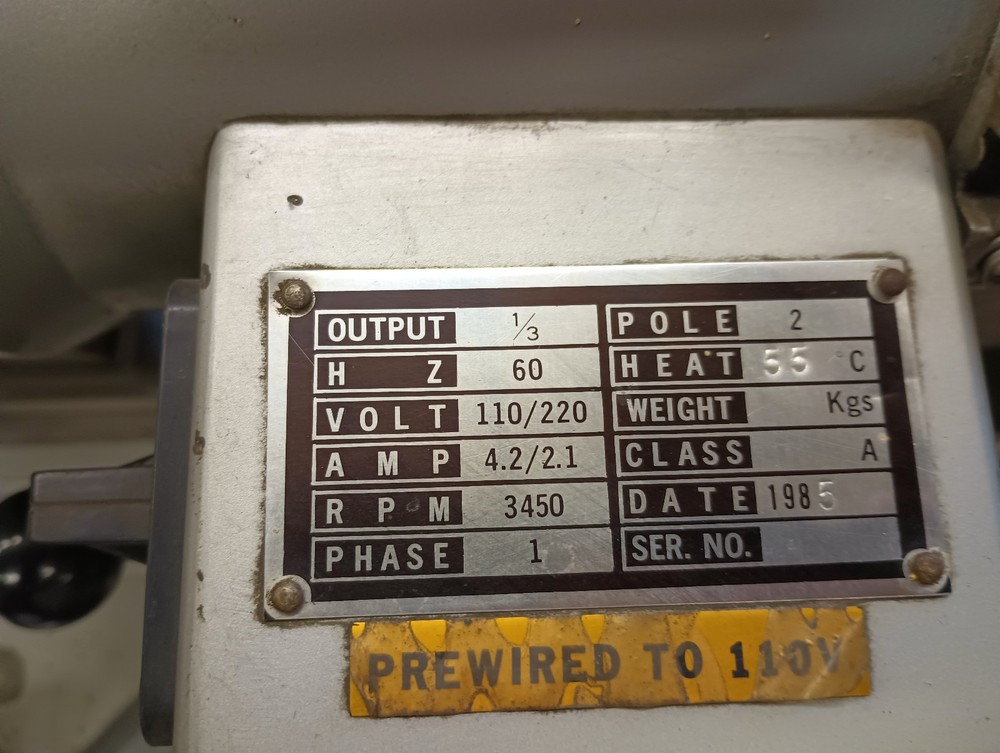 OUTPUT 1/3
HZ 60
VOLT 110/220
AMP 4.2/2.1
RPM 3450
PHASE 1
POLE 2
HEAT 55 °C
WEIGHT Kgs
CLASS A
DATE 1985
SER. NO.
PREWIRED TO 110V